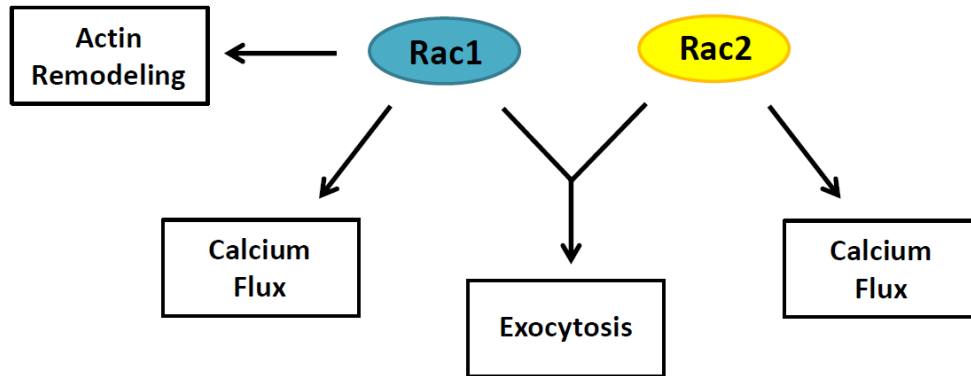 Actin
Remodeling
Rac1
Rac2
Calcium
Flux
Exocytosis
Calcium
Flux